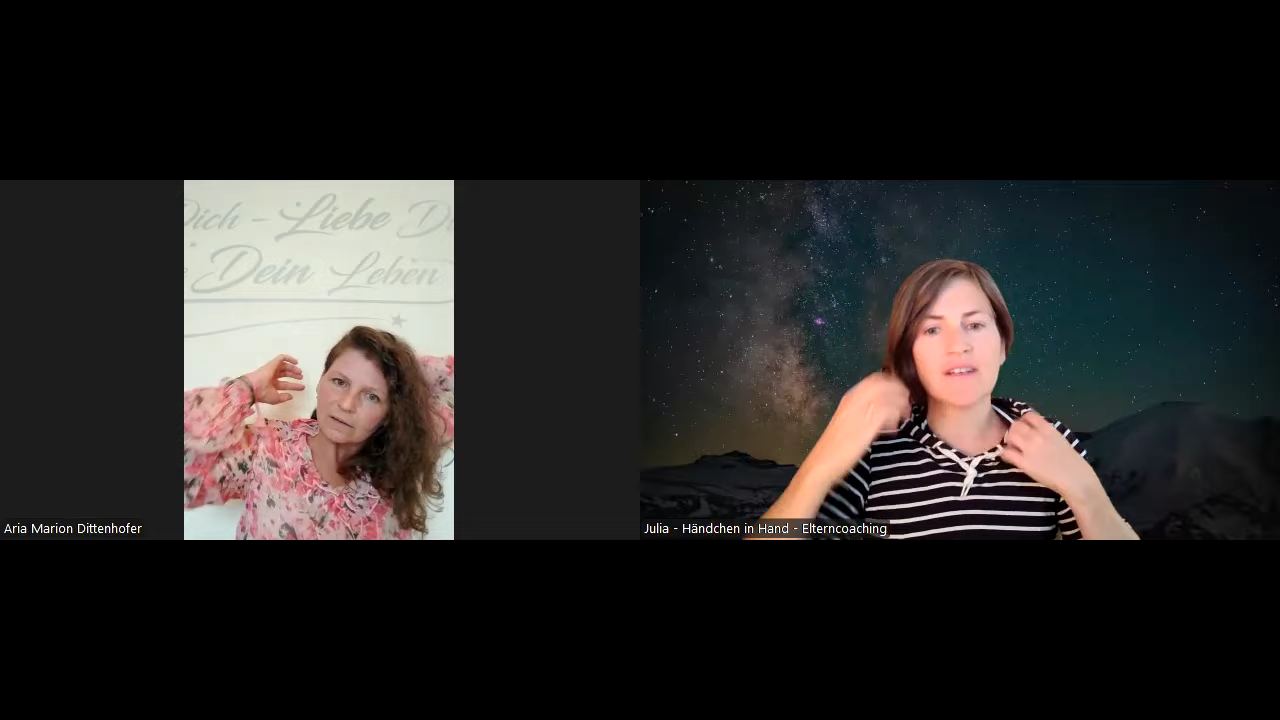 Dich - Liebe
Dein Leben
Aria Marion Dittenhofer
Julia - Händchen in Hand - Elterncoaching